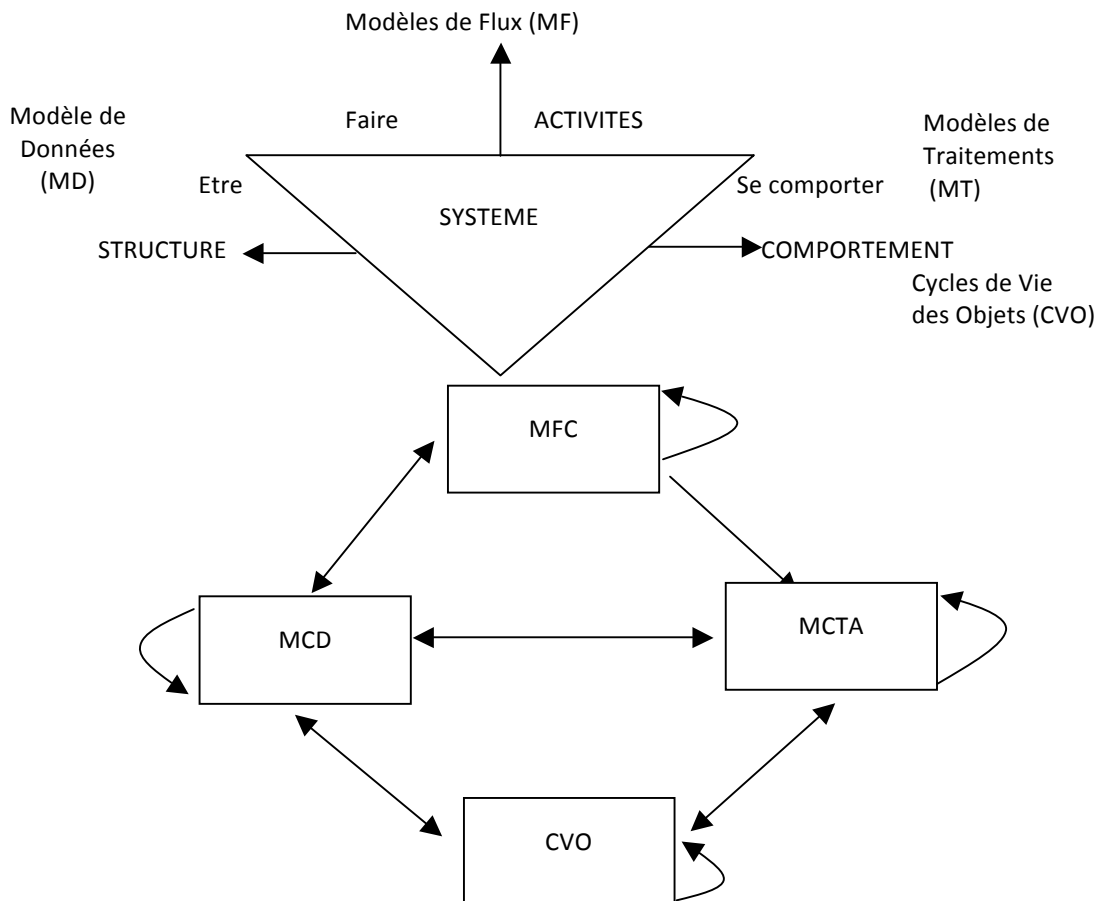 Modèles de Flux (MF)
Modèle de
Données
(MD)
Faire
ACTIVITES
Modèles de
Traitements
(MT)
Etre
Se comporter
SYSTEME
STRUCTURE
COMPORTEMENT
Cycles de Vie
des Objets (CVO)
MFC
MCD
MCTA
CVO